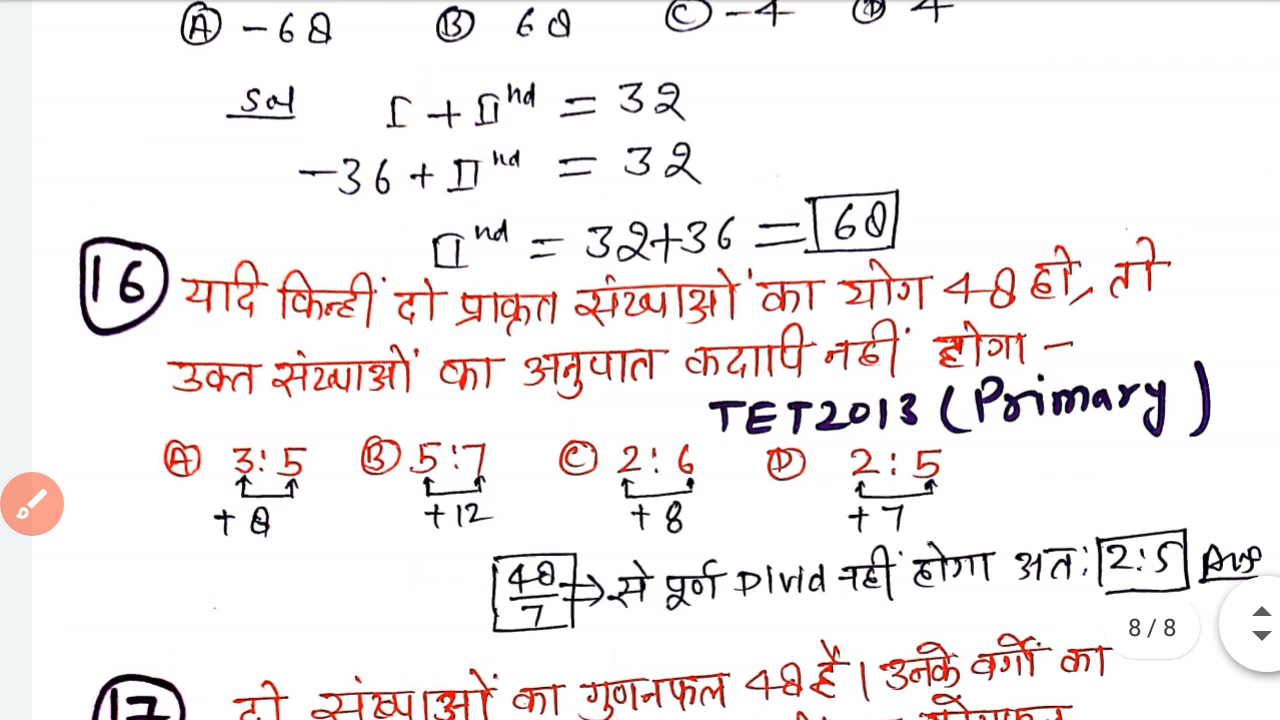 (A) -68 (B) 68 (C) -4 (D) 4
Sol I + IInd = 32
-36 + IInd = 32
IInd = 32+36 = 68
16 यादि किन्हीं दो प्राकृत संख्याओं का योग 48 हो, तो
उक्त संख्याओं का अनुपात कदापि नहीं होगा -
TET2013 (Primary)
(A) 3:5 (B) 5:7 (C) 2:6 (D) 2:5
+8 +12 +8 +7
48/7 → से पूर्ण Divid नहीं होगा अतः 2:5 Ans
8 / 8
17 दो संख्याओं का गुणनफल 48 है। उनके वर्गों का